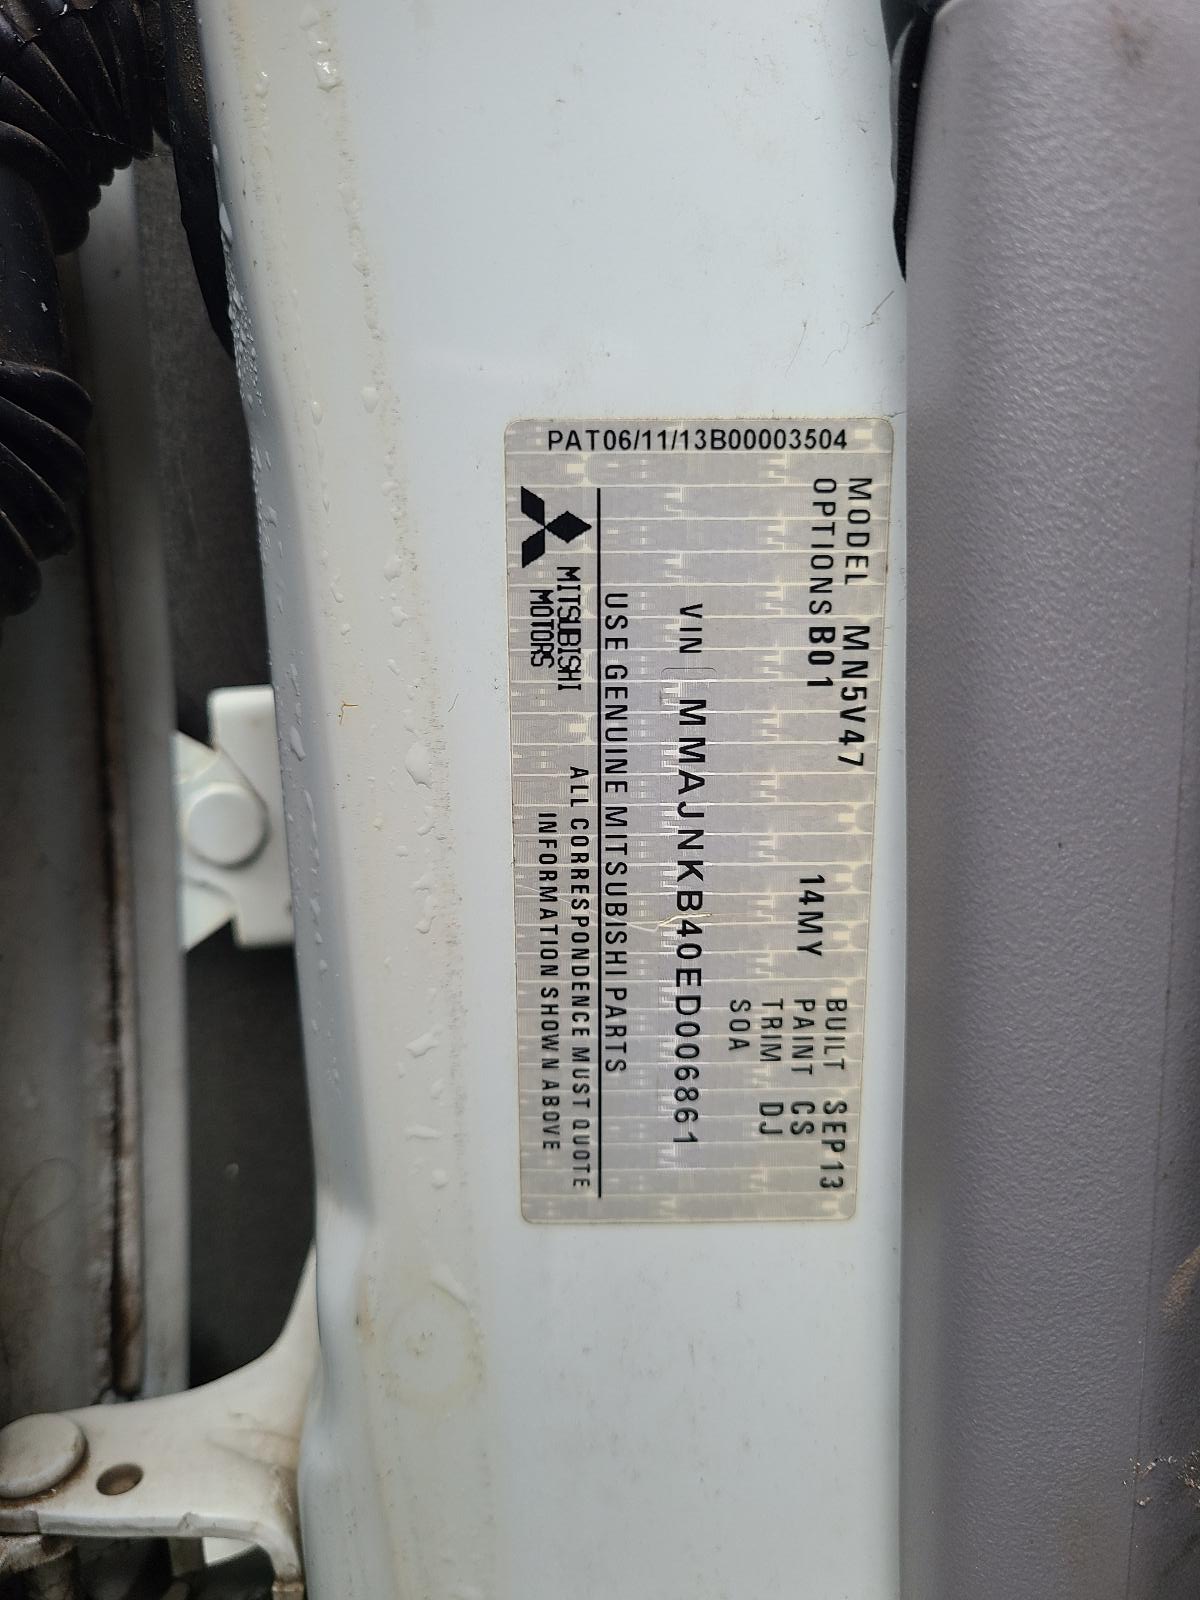 PAT06/11/13B00003504
MODEL MN5V47 BUILT SEP13
OPTIONS B01 14MY PAINT CS
TRIM DJ
SOA
VIN MMAJNKB40ED006861
USE GENUINE MITSUBISHI PARTS
MITSUBISHI
MOTORS
ALL CORRESPONDENCE MUST QUOTE
INFORMATION SHOWN ABOVE